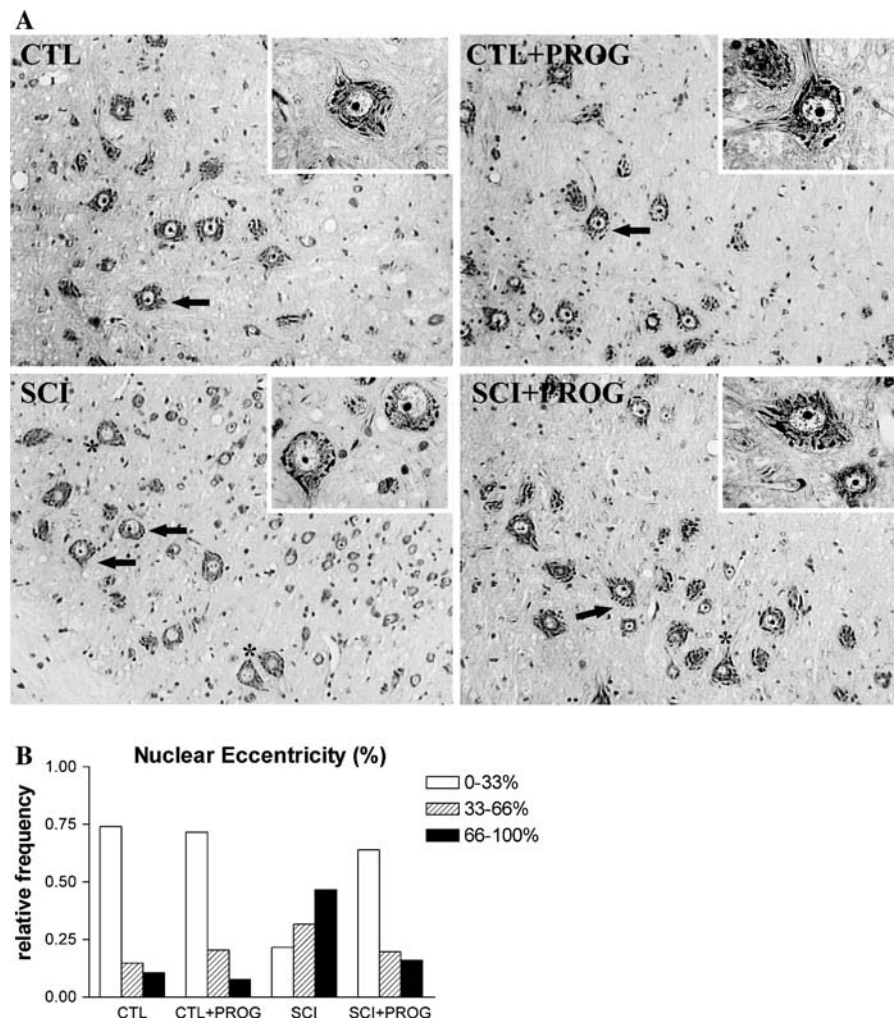 A
CTL
CTL+PROG
SCI
*
*
SCI+PROG
*
B
Nuclear Eccentricity (%)
relative frequency
1.00
0.75
0.50
0.25
0.00
0-33%
33-66%
66-100%
CTL CTL+PROG SCI SCI+PROG